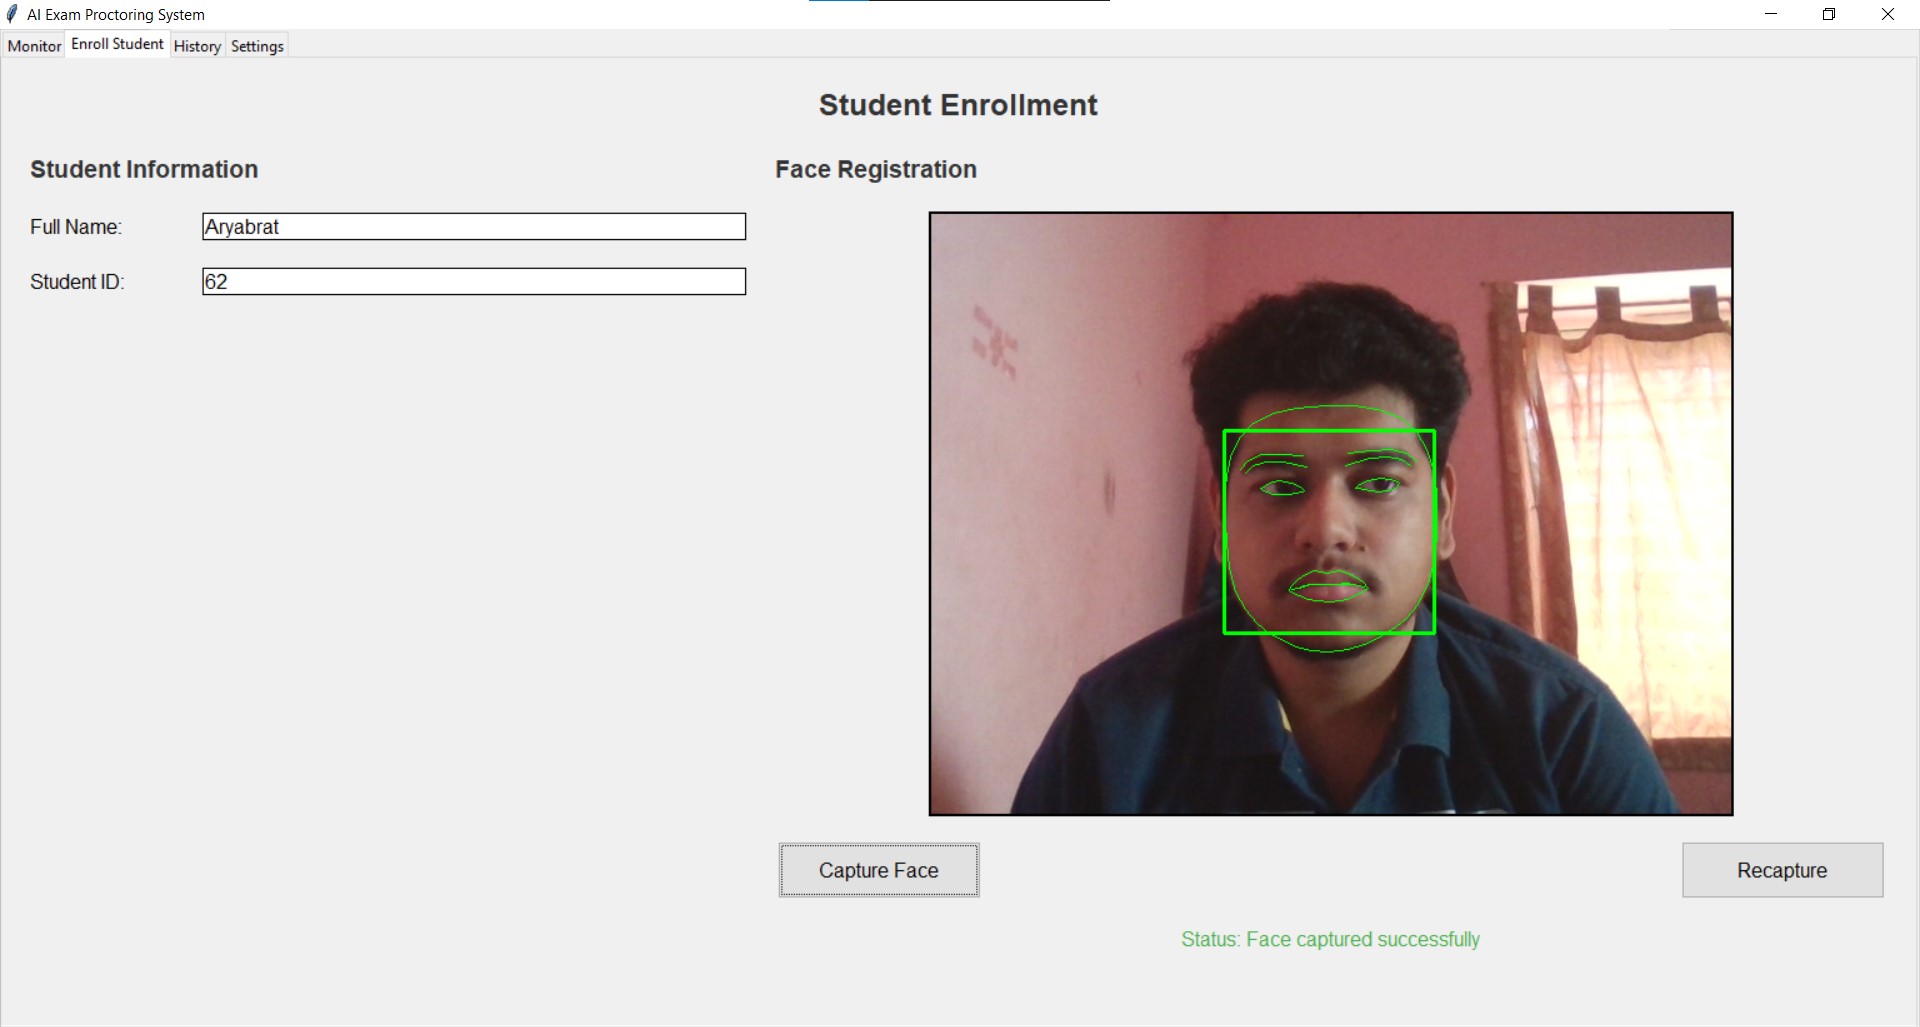 AI Exam Proctoring System
Monitor Enroll Student History Settings
Student Enrollment
Student Information
Full Name: Aryabrat
Student ID: 62
Face Registration
Capture Face Recapture
Status: Face captured successfully